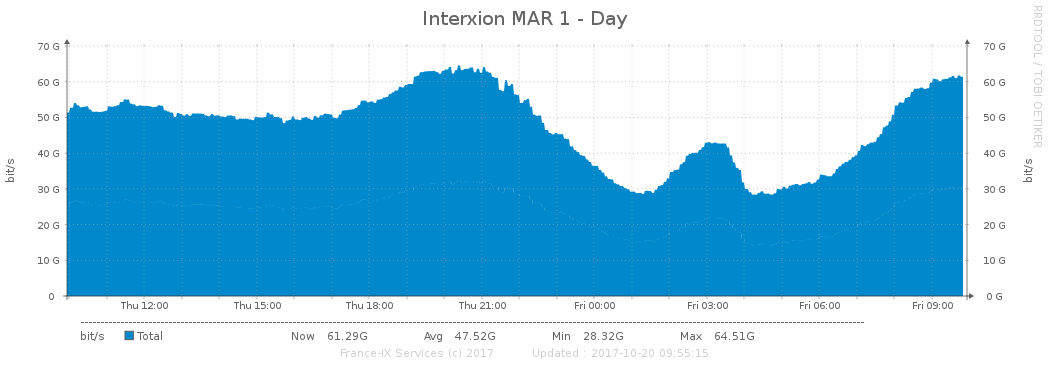 Interxion MAR 1 - Day
RRDTOOL / TOBI OETIKER
70 G 70 G
60 G 60 G
50 G 50 G
40 G 40 G
30 G 30 G
20 G 20 G
10 G 10 G
0 0 G
bit/s bit/s
Thu 12:00 Thu 15:00 Thu 18:00 Thu 21:00 Fri 00:00 Fri 03:00 Fri 06:00 Fri 09:00
bit/s Total Now 61.29G Avg 47.52G Min 28.32G Max 64.51G
France-IX Services (c) 2017 Updated : 2017-10-20 09:55:15